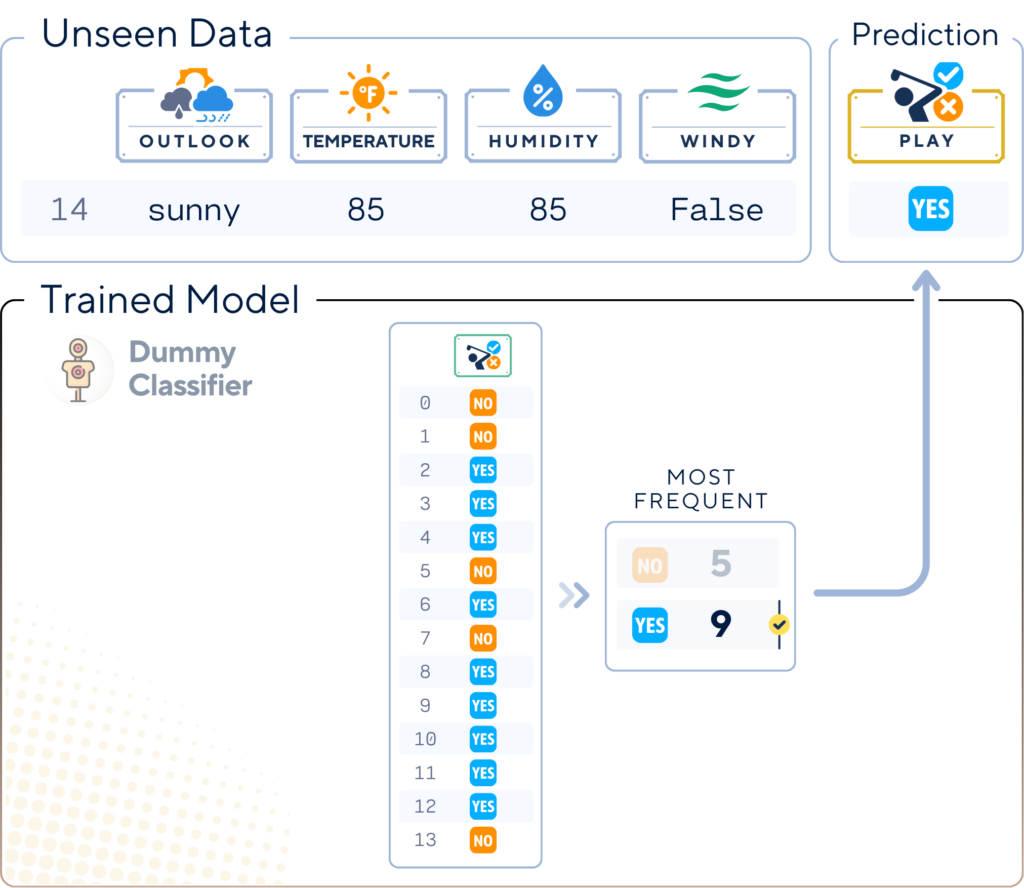 Unseen Data
Prediction
°F
%
OUTLOOK TEMPERATURE HUMIDITY WINDY PLAY
14 sunny 85 85 False YES
Trained Model
Dummy
Classifier
0 NO
1 NO
2 YES
3 YES
4 YES
5 NO
6 YES
7 NO
8 YES
9 YES
10 YES
11 YES
12 YES
13 NO
MOST
FREQUENT
NO 5
YES 9